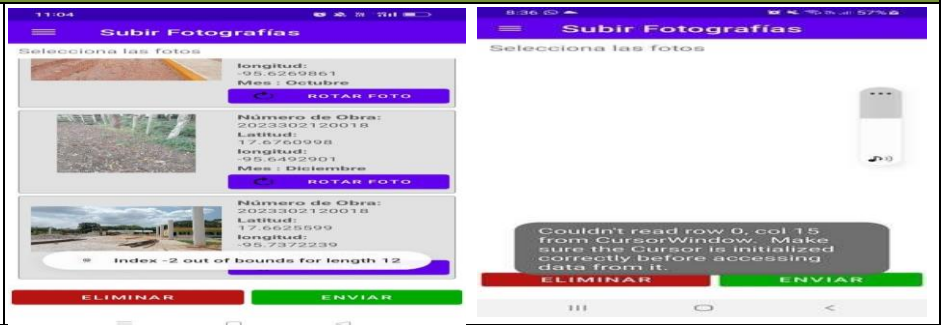 11:04
Subir Fotografías
Selecciona las fotos
longitud:
-95.6269861
Mes : Octubre
ROTAR FOTO
Número de Obra:
2023302120018
Latitud:
17.6760998
longitud:
-95.6492901
Mes : Diciembre
ROTAR FOTO
Número de Obra:
2023302120018
Latitud:
17.6625599
longitud:
-95.7372239
Index -2 out of bounds for length 12
ELIMINAR
ENVIAR
8:36
57%
Subir Fotografías
Selecciona las fotos
Couldn't read row 0, col 15
from CursorWindow. Make
sure the Cursor is initialized
correctly before accessing
data from it.
ELIMINAR
ENVIAR